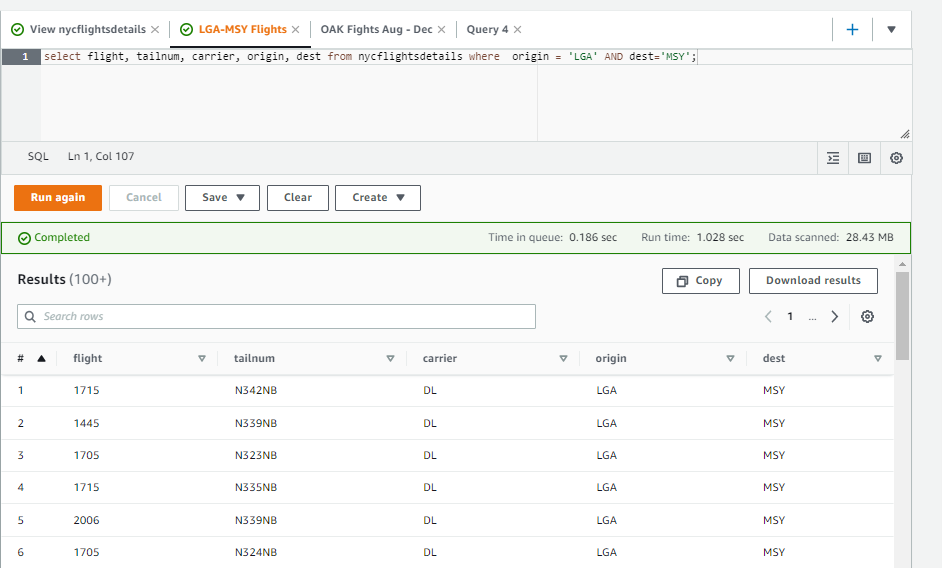 View nycflightsdetails LGA-MSY Flights OAK Fights Aug - Dec Query 4
1 select flight, tailnum, carrier, origin, dest from nycflightsdetails where  origin = 'LGA' AND dest='MSY';
SQL Ln 1, Col 107
Run again Cancel Save Clear Create
Completed Time in queue: 0.186 sec Run time: 1.028 sec Data scanned: 28.43 MB
Results (100+) Copy Download results
Search rows 1 ...
# flight tailnum carrier origin dest
1 1715 N342NB DL LGA MSY
2 1445 N339NB DL LGA MSY
3 1705 N323NB DL LGA MSY
4 1715 N335NB DL LGA MSY
5 2006 N339NB DL LGA MSY
6 1705 N324NB DL LGA MSY